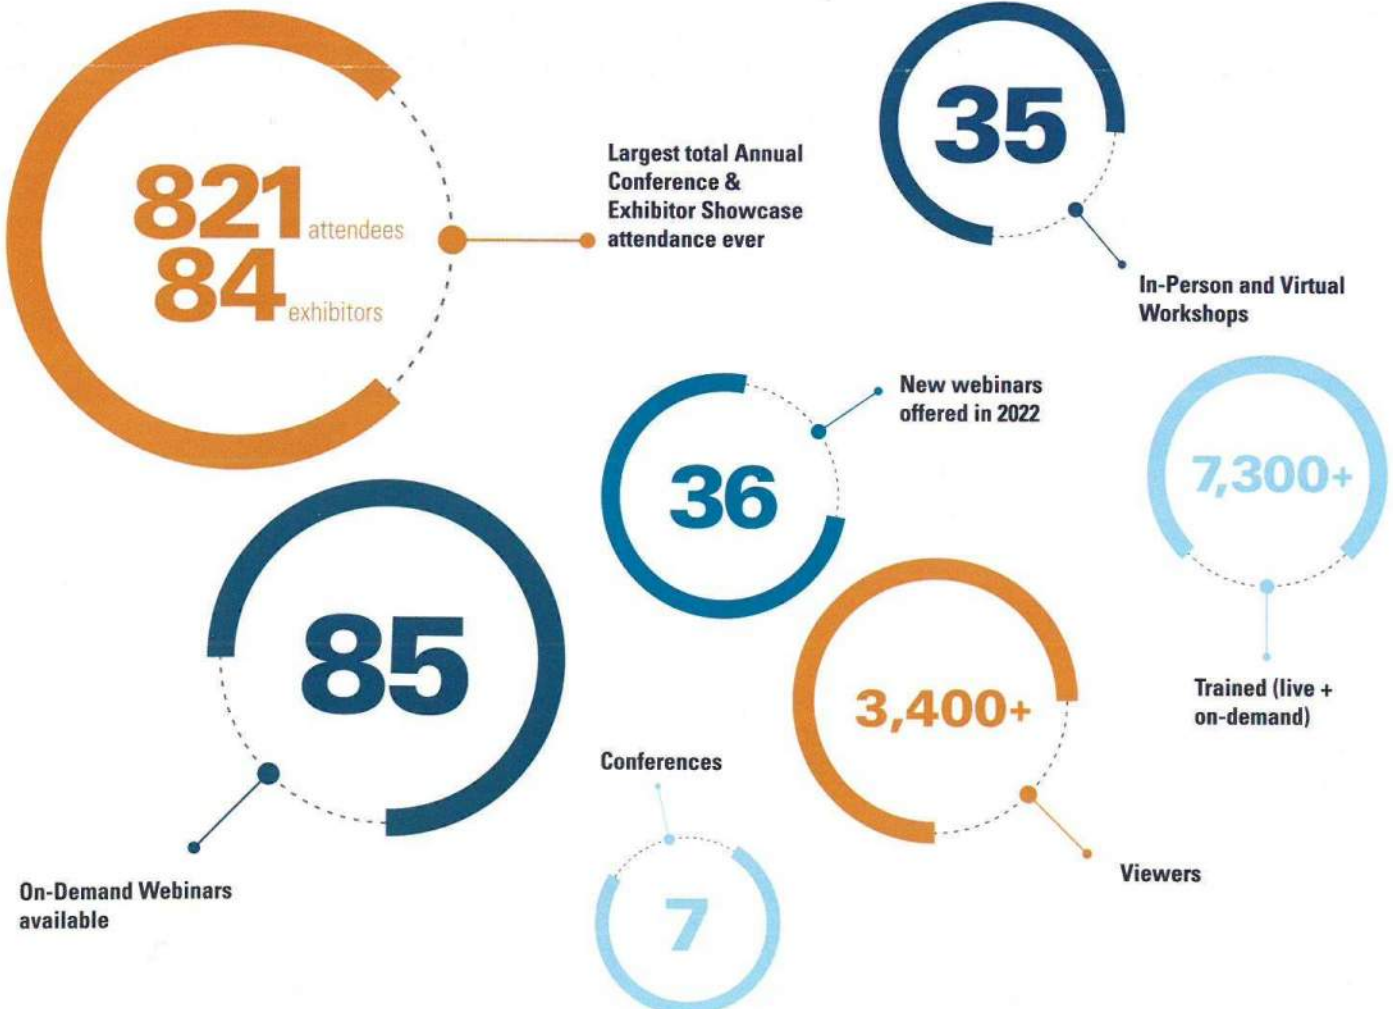 821 attendees
84 exhibitors
Largest total Annual
Conference &
Exhibitor Showcase
attendance ever
35
In-Person and Virtual
Workshops
36
New webinars
offered in 2022
7,300+
Trained (live +
on-demand)
85
On-Demand Webinars
available
3,400+
Viewers
Conferences
7